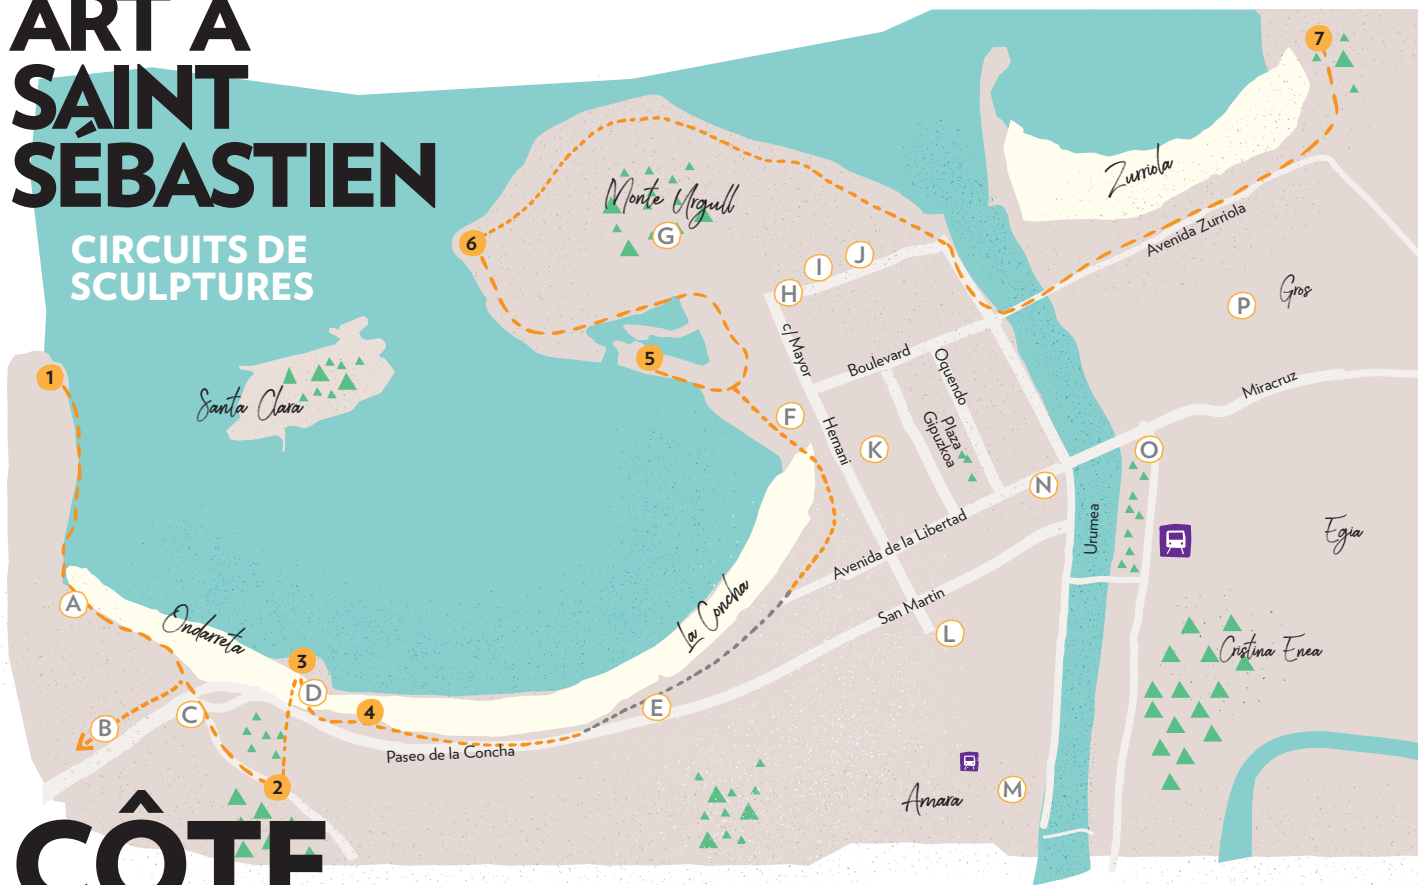 ART À
SAINT
SÉBASTIEN
CIRCUITS DE
SCULPTURES
7
Zurriola
Monte Urgull
G
6
Avenida Zurriola
J
I
H
P
Gros
c/ Mayor
Boulevard
Oquendo
5
1
Santa Clara
Miracruz
F
Hernani
K
Plaza
Gipuzkoa
O
N
Urumea
Egia
Avenida de la Libertad
A
Ondarreta
La Concha
San Martin
L
Cristina Enea
3
D
4
E
C
B
Paseo de la Concha
2
Amara
M
CÔTE